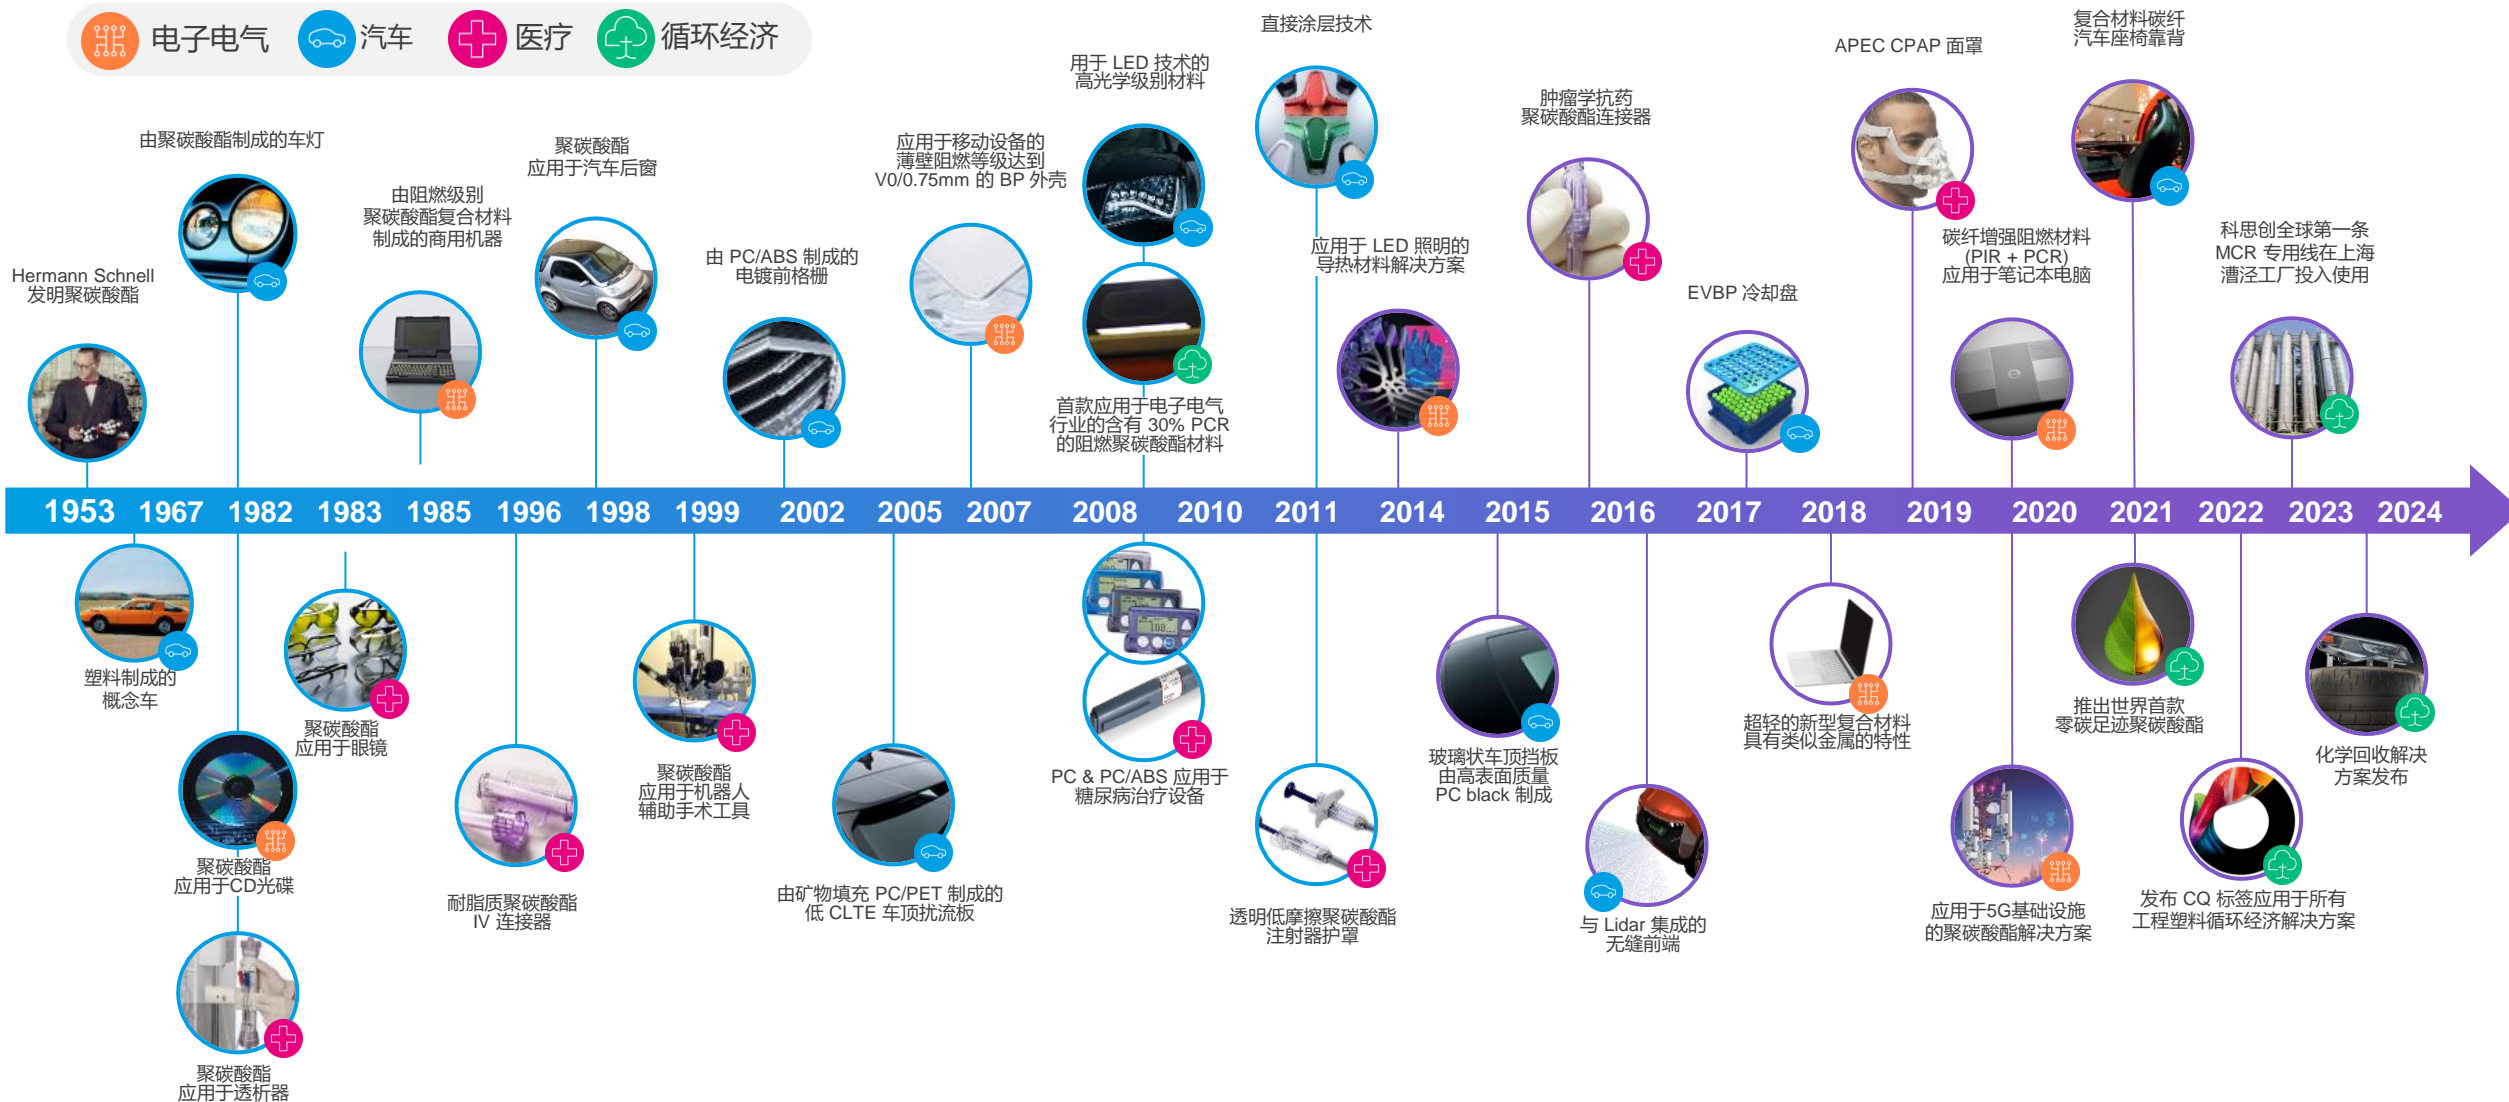 电子电气
汽车
医疗
循环经济
Hermann Schnell
发明聚碳酸酯
由聚碳酸酯制成的车灯
由阻燃级别
聚碳酸酯复合材料
制成的商用机器
聚碳酸酯
应用于汽车后窗
由 PC/ABS 制成的
电镀前格栅
应用于移动设备的
薄壁阻燃等级达到
V0/0.75mm 的 BP 外壳
用于 LED 技术的
高光学级别材料
首款应用于电子电气
行业的含有 30% PCR
的阻燃聚碳酸酯材料
直接涂层技术
应用于 LED 照明的
导热材料解决方案
肿瘤学抗药
聚碳酸酯连接器
EVBP 冷却盘
APEC CPAP 面罩
碳纤增强阻燃材料
(PIR + PCR)
应用于笔记本电脑
复合材料碳纤
汽车座椅靠背
科思创全球第一条
MCR 专用线在上海
漕泾工厂投入使用
1953 1967 1982 1983 1985 1996 1998 1999 2002 2005 2007 2008 2010 2011 2014 2015 2016 2017 2018 2019 2020 2021 2022 2023 2024
塑料制成的
概念车
聚碳酸酯
应用于CD光碟
聚碳酸酯
应用于透析器
聚碳酸酯
应用于眼镜
耐脂质聚碳酸酯
IV 连接器
聚碳酸酯
应用于机器人
辅助手术工具
由矿物填充 PC/PET 制成的
低 CLTE 车顶扰流板
PC & PC/ABS 应用于
糖尿病治疗设备
透明低摩擦聚碳酸酯
注射器护罩
玻璃状车顶挡板
由高表面质量
PC black 制成
与 Lidar 集成的
无缝前端
超轻的新型复合材料
具有类似金属的特性
应用于5G基础设施
的聚碳酸酯解决方案
推出世界首款
零碳足迹聚碳酸酯
发布 CQ 标签应用于所有
工程塑料循环经济解决方案
化学回收解决
方案发布